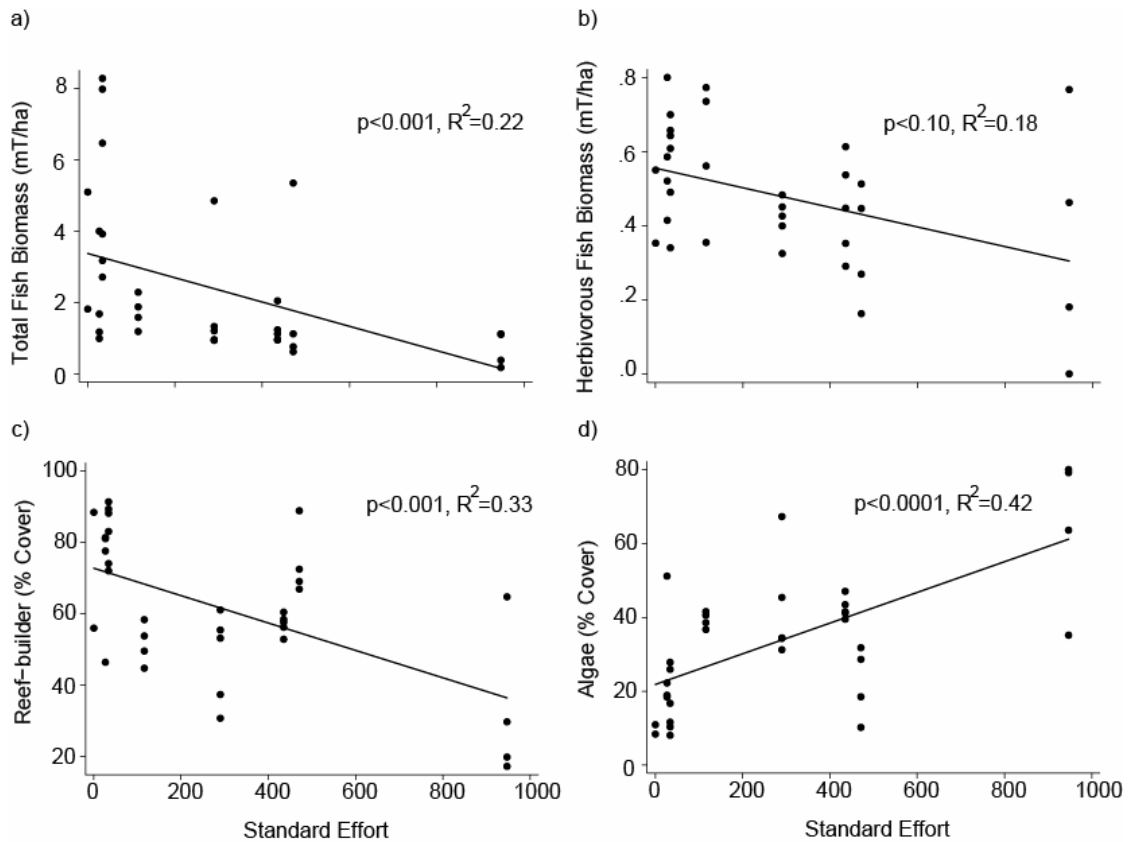 a)
Total Fish Biomass (mT/ha)
8
6
4
2
0
p<0.001, R²=0.22
b)
Herbivorous Fish Biomass (mT/ha)
.8
.6
.4
.2
.0
p<0.10, R²=0.18
c)
Reef-builder (% Cover)
100
80
60
40
20
p<0.001, R²=0.33
0 200 400 600 800 1000
Standard Effort
d)
Algae (% Cover)
80
60
40
20
0
p<0.0001, R²=0.42
0 200 400 600 800 1000
Standard Effort